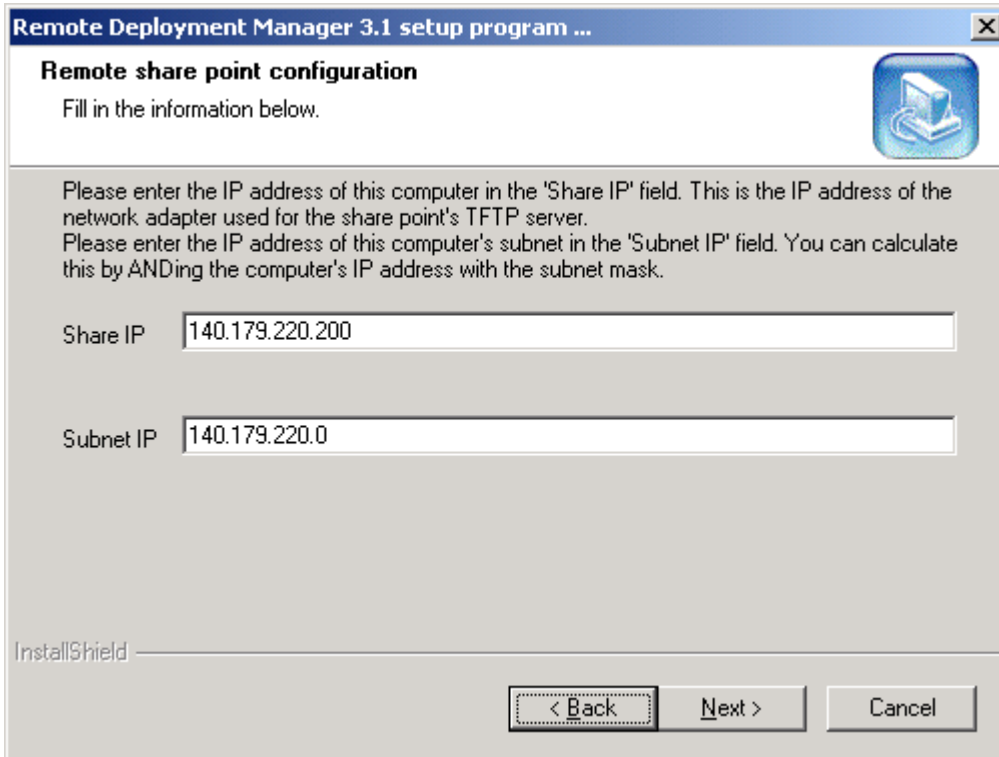 Remote Deployment Manager 3.1 setup program ...
Remote share point configuration
Fill in the information below.
Please enter the IP address of this computer in the 'Share IP' field. This is the IP address of the
network adapter used for the share point's TFTP server.
Please enter the IP address of this computer's subnet in the 'Subnet IP' field. You can calculate
this by ANDing the computer's IP address with the subnet mask.
Share IP 140.179.220.200
Subnet IP 140.179.220.0
InstallShield
< Back Next > Cancel